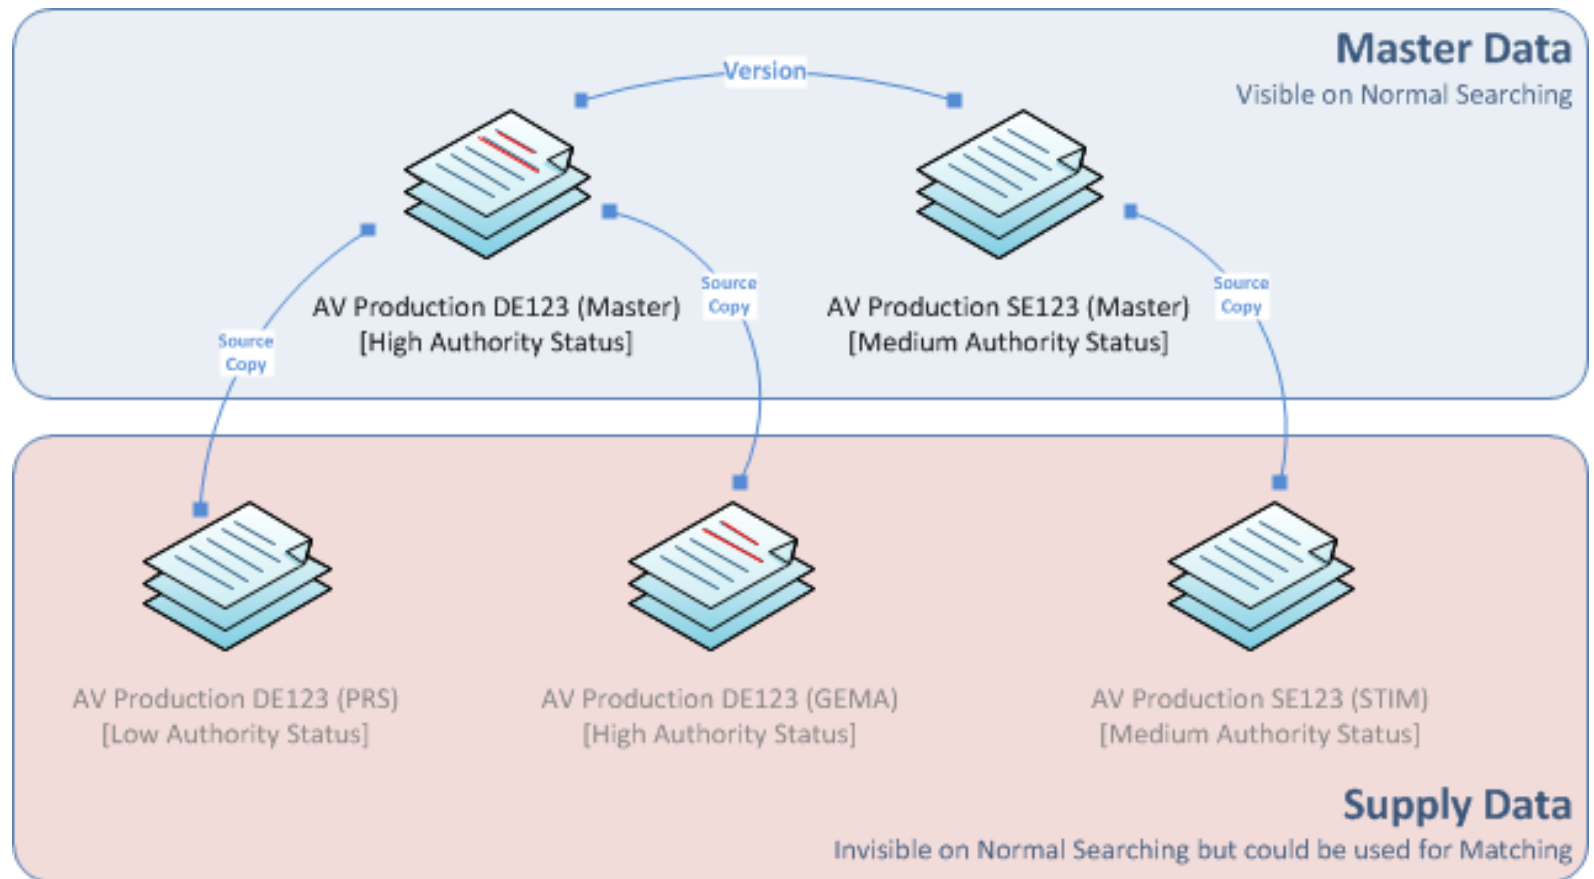 Master Data
Visible on Normal Searching
Version
AV Production DE123 (Master)
[High Authority Status]
Source
Copy
AV Production SE123 (Master)
[Medium Authority Status]
Source
Copy
Source
Copy
AV Production DE123 (PRS)
[Low Authority Status]
AV Production DE123 (GEMA)
[High Authority Status]
AV Production SE123 (STIM)
[Medium Authority Status]
Supply Data
Invisible on Normal Searching but could be used for Matching